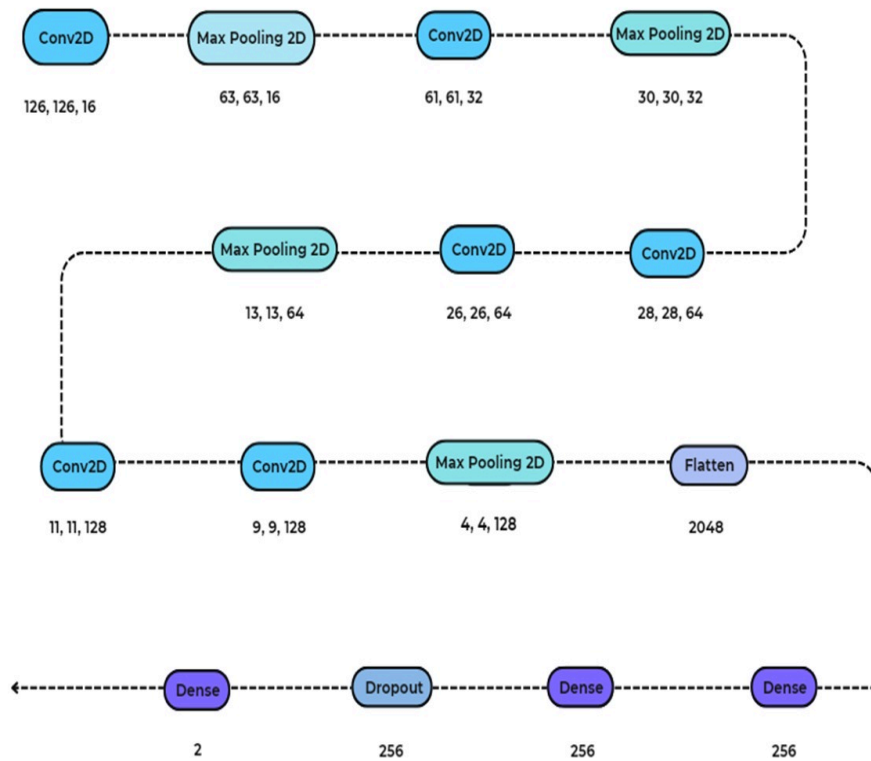 Conv2D
Max Pooling 2D
Conv2D
Max Pooling 2D
126, 126, 16
63, 63, 16
61, 61, 32
30, 30, 32
Max Pooling 2D
Conv2D
Conv2D
13, 13, 64
26, 26, 64
28, 28, 64
Conv2D
Conv2D
Max Pooling 2D
Flatten
11, 11, 128
9, 9, 128
4, 4, 128
2048
Dense
Dropout
Dense
Dense
2
256
256
256